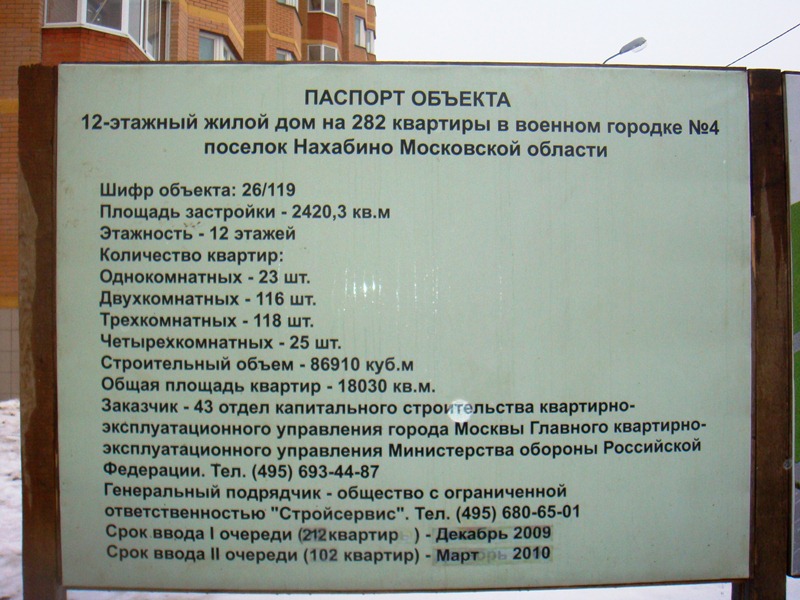 ПАСПОРТ ОБЪЕКТА
12-этажный жилой дом на 282 квартиры в военном городке №4
поселок Нахабино Московской области
Шифр объекта: 26/119
Площадь застройки - 2420,3 кв.м
Этажность - 12 этажей
Количество квартир:
Однокомнатных - 23 шт.
Двухкомнатных - 116 шт.
Трехкомнатных - 118 шт.
Четырехкомнатных - 25 шт.
Строительный объем - 86910 куб.м
Общая площадь квартир - 18030 кв.м.
Заказчик - 43 отдел капитального строительства квартирно-
эксплуатационного управления города Москвы Главного квартирно-
эксплуатационного управления Министерства обороны Российской
Федерации. Тел. (495) 693-44-87
Генеральный подрядчик - общество с ограниченной
ответственностью "Стройсервис". Тел. (495) 680-65-01
Срок ввода I очереди (212 квартир ) - Декабрь 2009
Срок ввода II очереди (102 квартир) - Март 2010